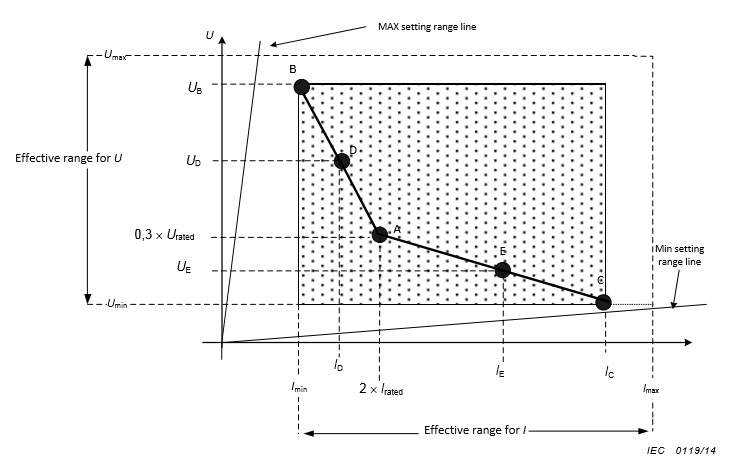 U
MAX setting range line
Umax
B
UB
Effective range for U
UD
D
0,3 × Urated
A
UE
E
Min setting
range line
C
Umin
ID
IE
IC
Imin
2 × Irated
Imax
Effective range for I
IEC 0119/14